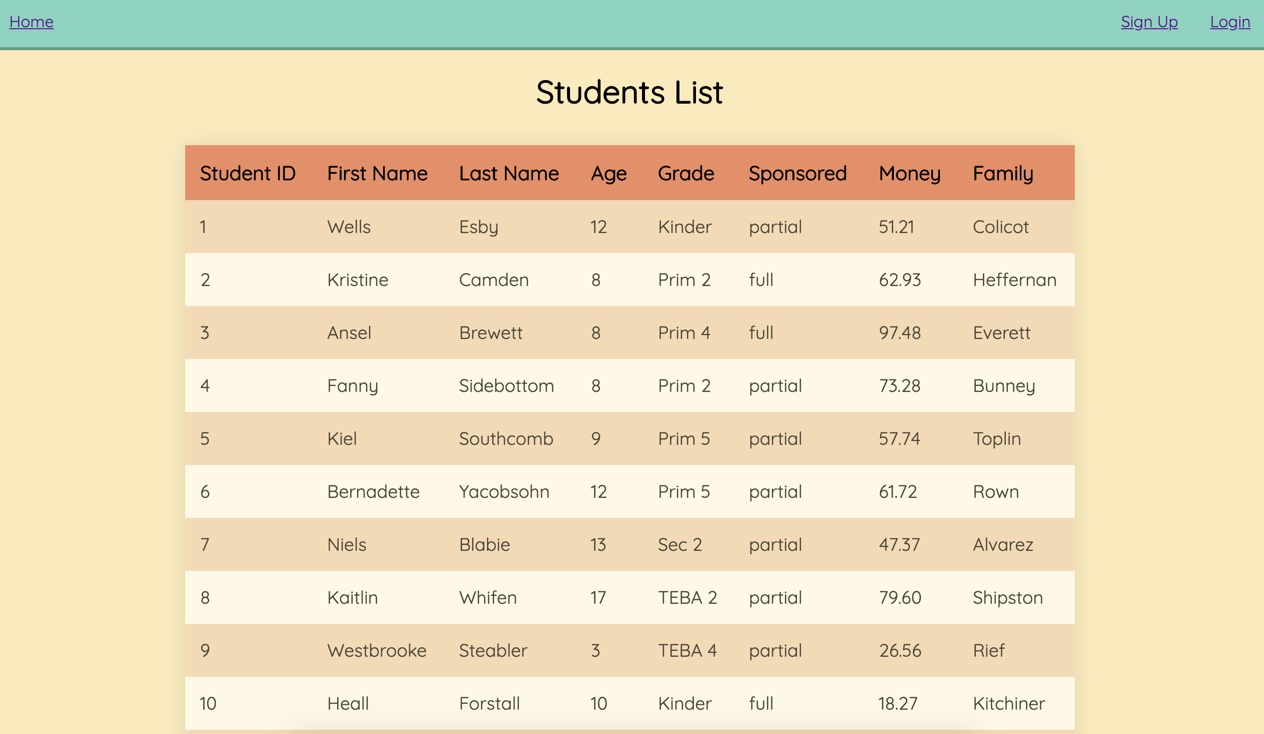 Home Sign Up Login
Students List
Student ID First Name Last Name Age Grade Sponsored Money Family
1 Wells Esby 12 Kinder partial 51.21 Colicot
2 Kristine Camden 8 Prim 2 full 62.93 Heffernan
3 Ansel Brewett 8 Prim 4 full 97.48 Everett
4 Fanny Sidebottom 8 Prim 2 partial 73.28 Bunney
5 Kiel Southcomb 9 Prim 5 partial 57.74 Toplin
6 Bernadette Yacobsohn 12 Prim 5 partial 61.72 Rown
7 Niels Blabie 13 Sec 2 partial 47.37 Alvarez
8 Kaitlin Whifen 17 TEBA 2 partial 79.60 Shipston
9 Westbrooke Steabler 3 TEBA 4 partial 26.56 Rief
10 Heall Forstall 10 Kinder full 18.27 Kitchiner